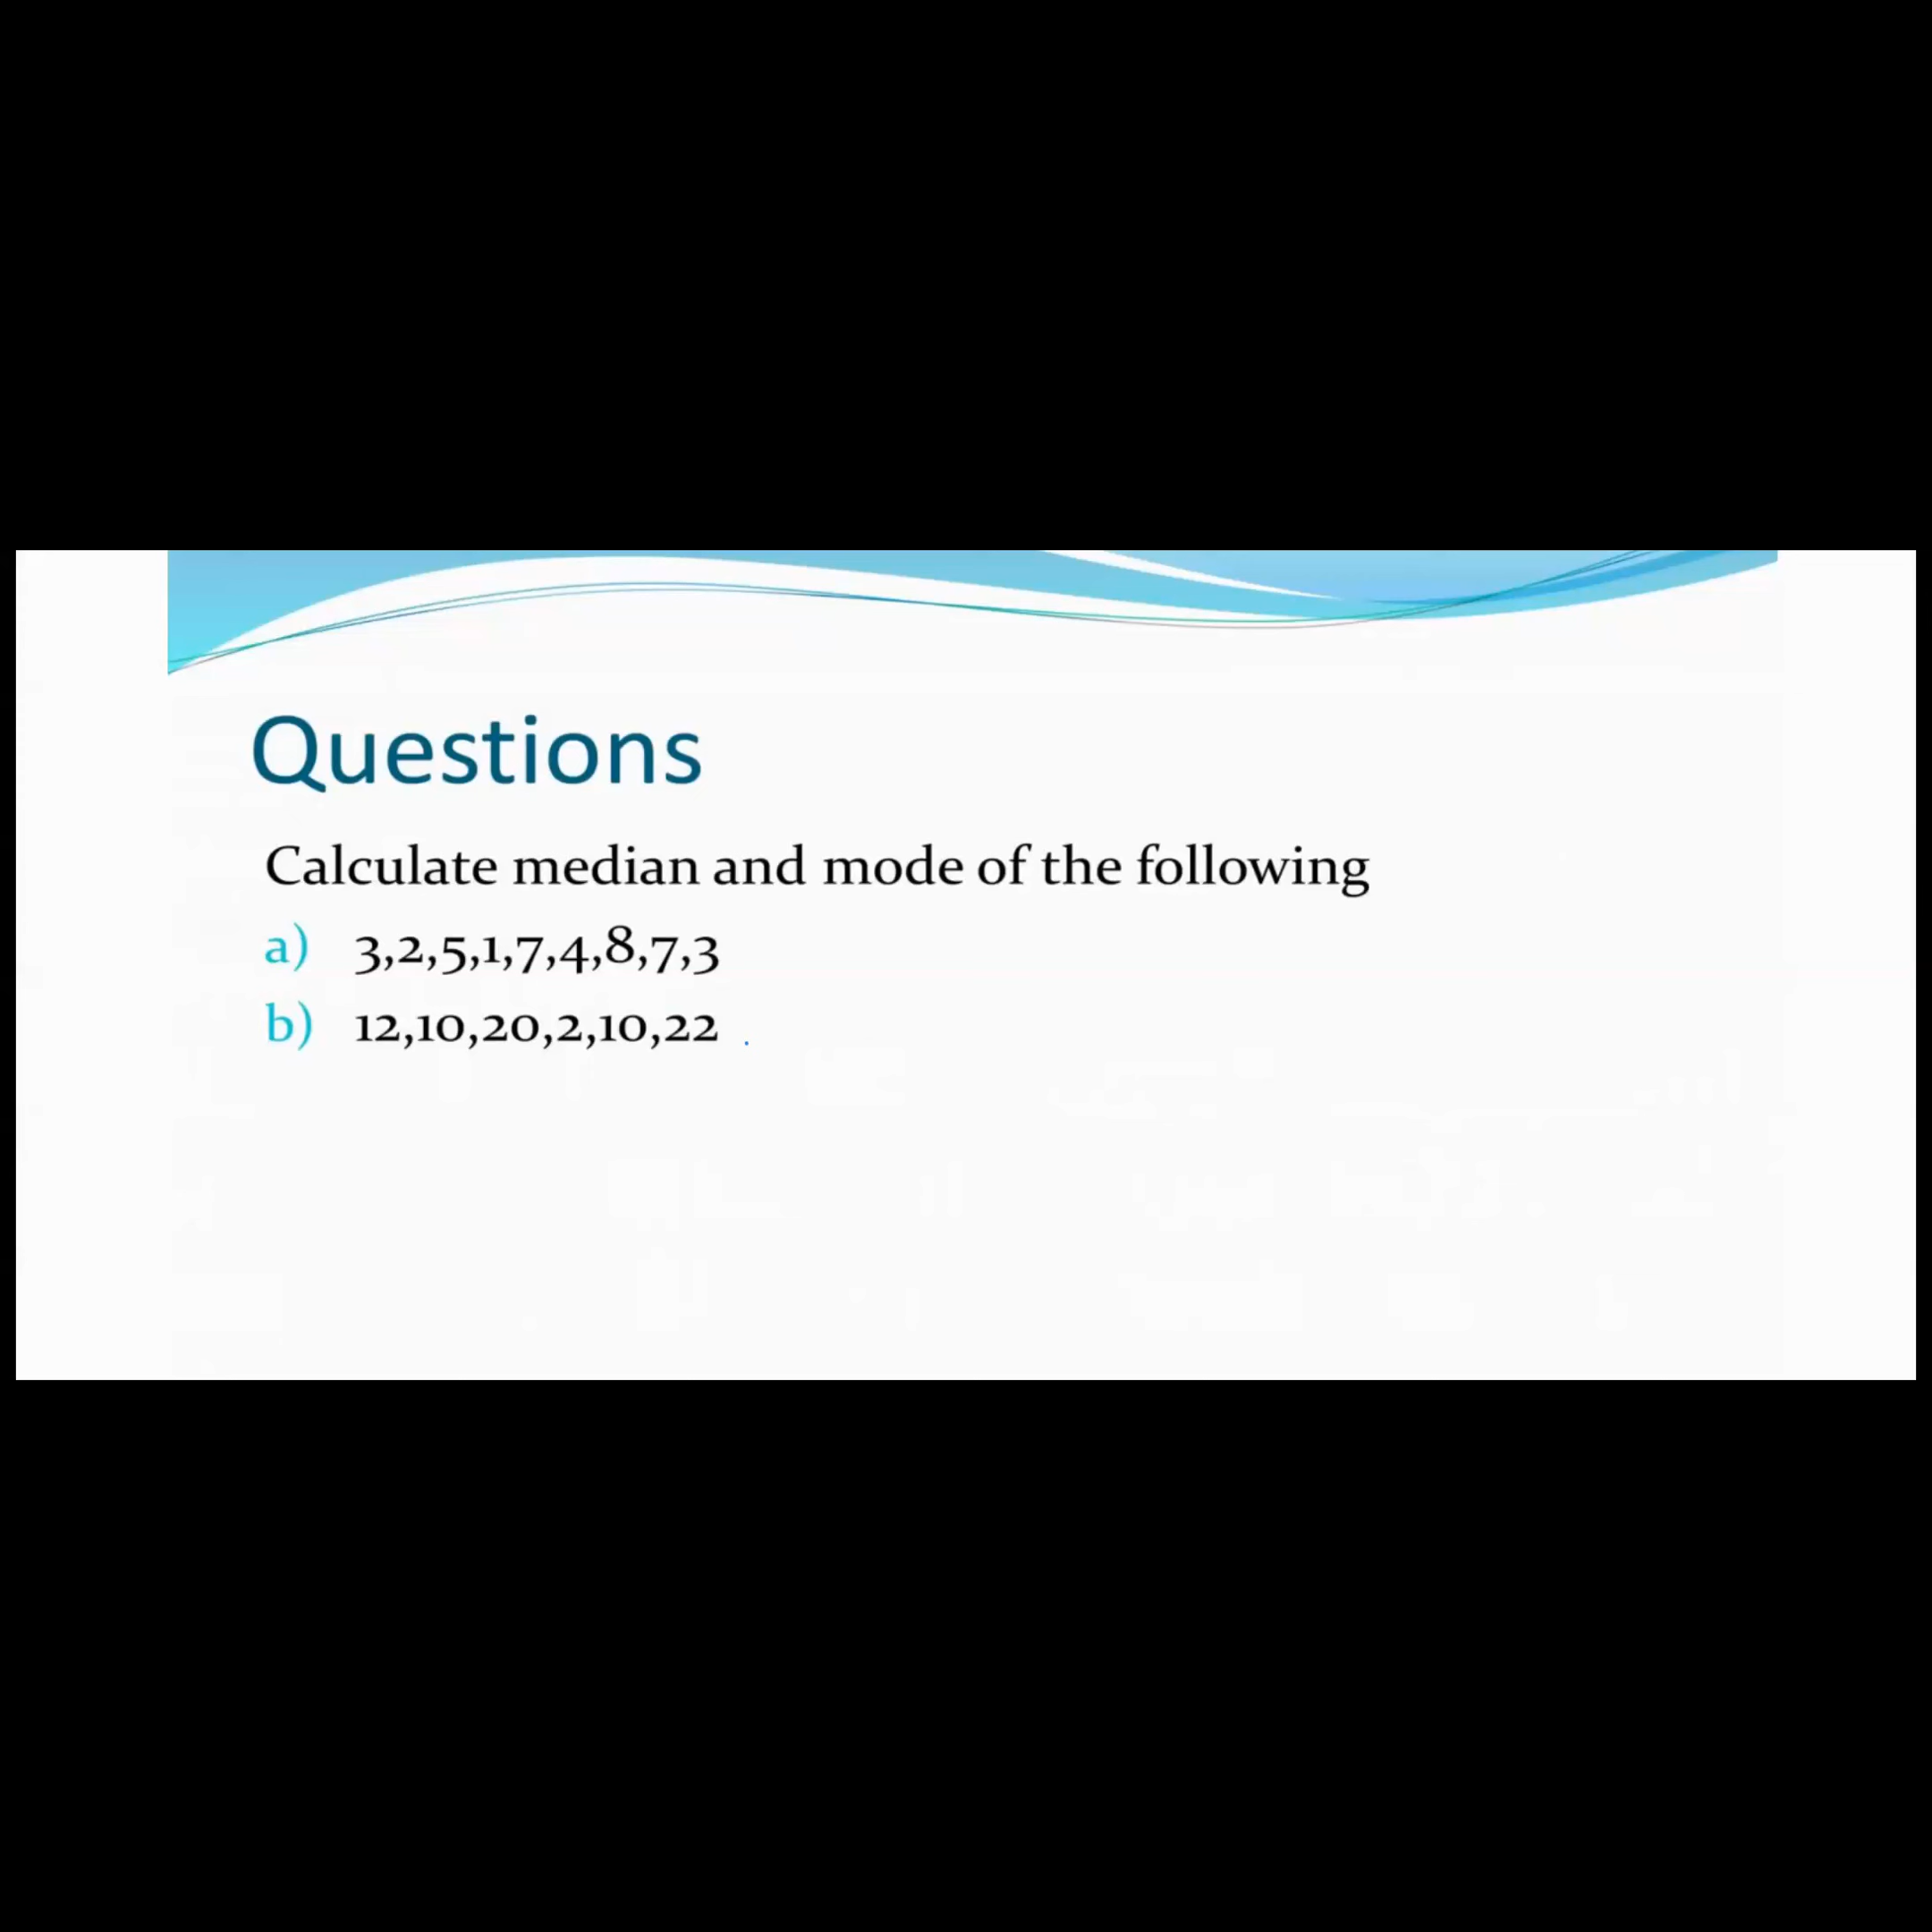 Questions
Calculate median and mode of the following
a) 3,2,5,1,7,4,8,7,3
b) 12,10,20,2,10,22 .